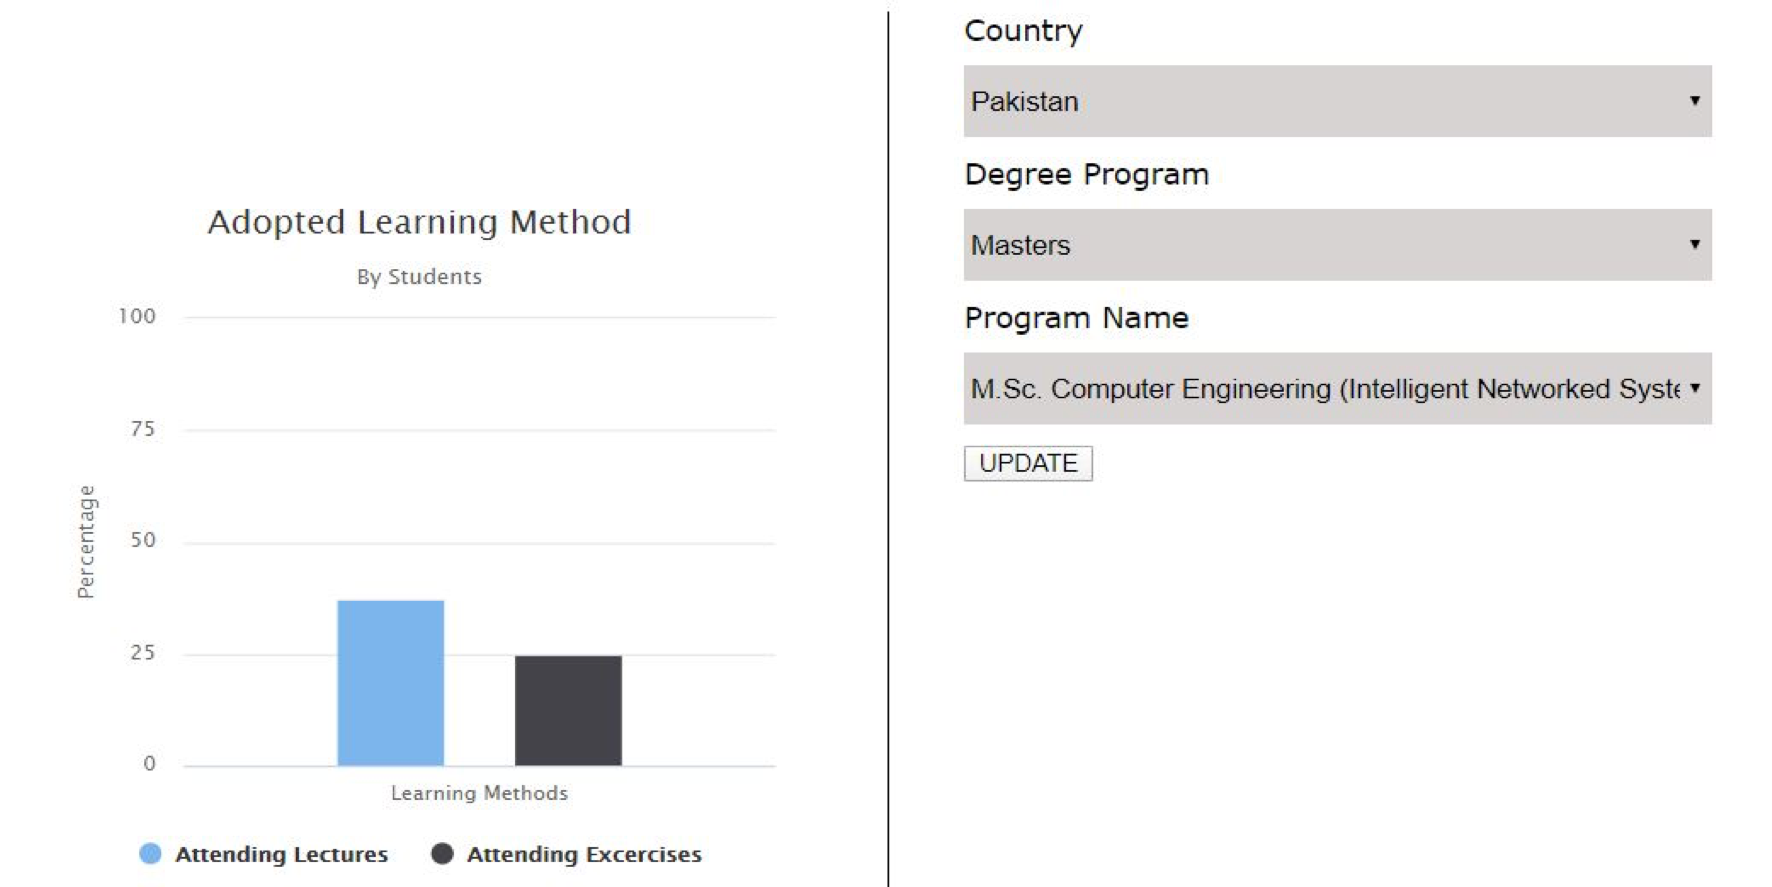 Adopted Learning Method
By Students
100
75
50
25
0
Percentage
Learning Methods
Attending Lectures
Attending Excercises
Country
Pakistan
Degree Program
Masters
Program Name
M.Sc. Computer Engineering (Intelligent Networked Syste
UPDATE